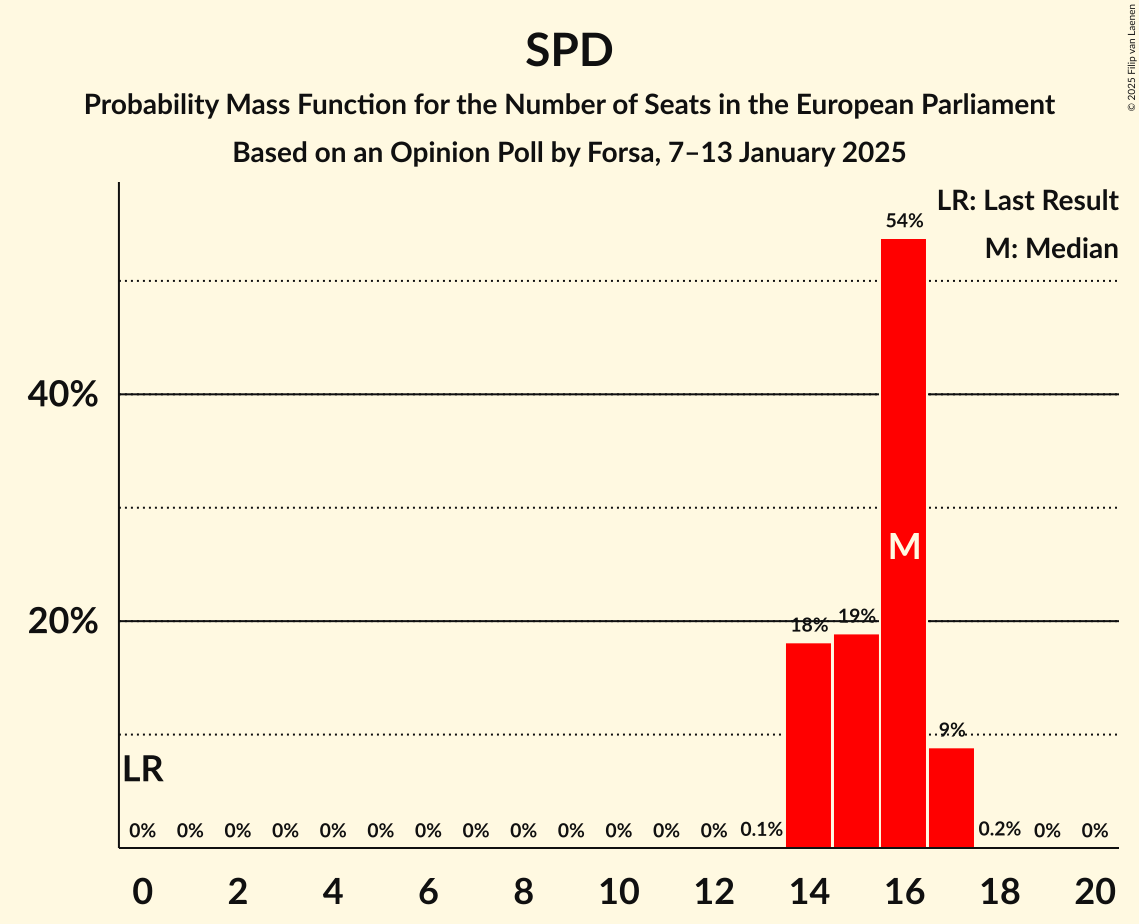 SPD
Probability Mass Function for the Number of Seats in the European Parliament
Based on an Opinion Poll by Forsa, 7–13 January 2025
© 2025 Filip van Laenen
LR: Last Result
M: Median
54%
40%
M
20%
18% 19%
9%
LR
0% 0% 0% 0% 0% 0% 0% 0% 0% 0% 0% 0% 0% 0.1% 0.2% 0% 0%
0 2 4 6 8 10 12 14 16 18 20